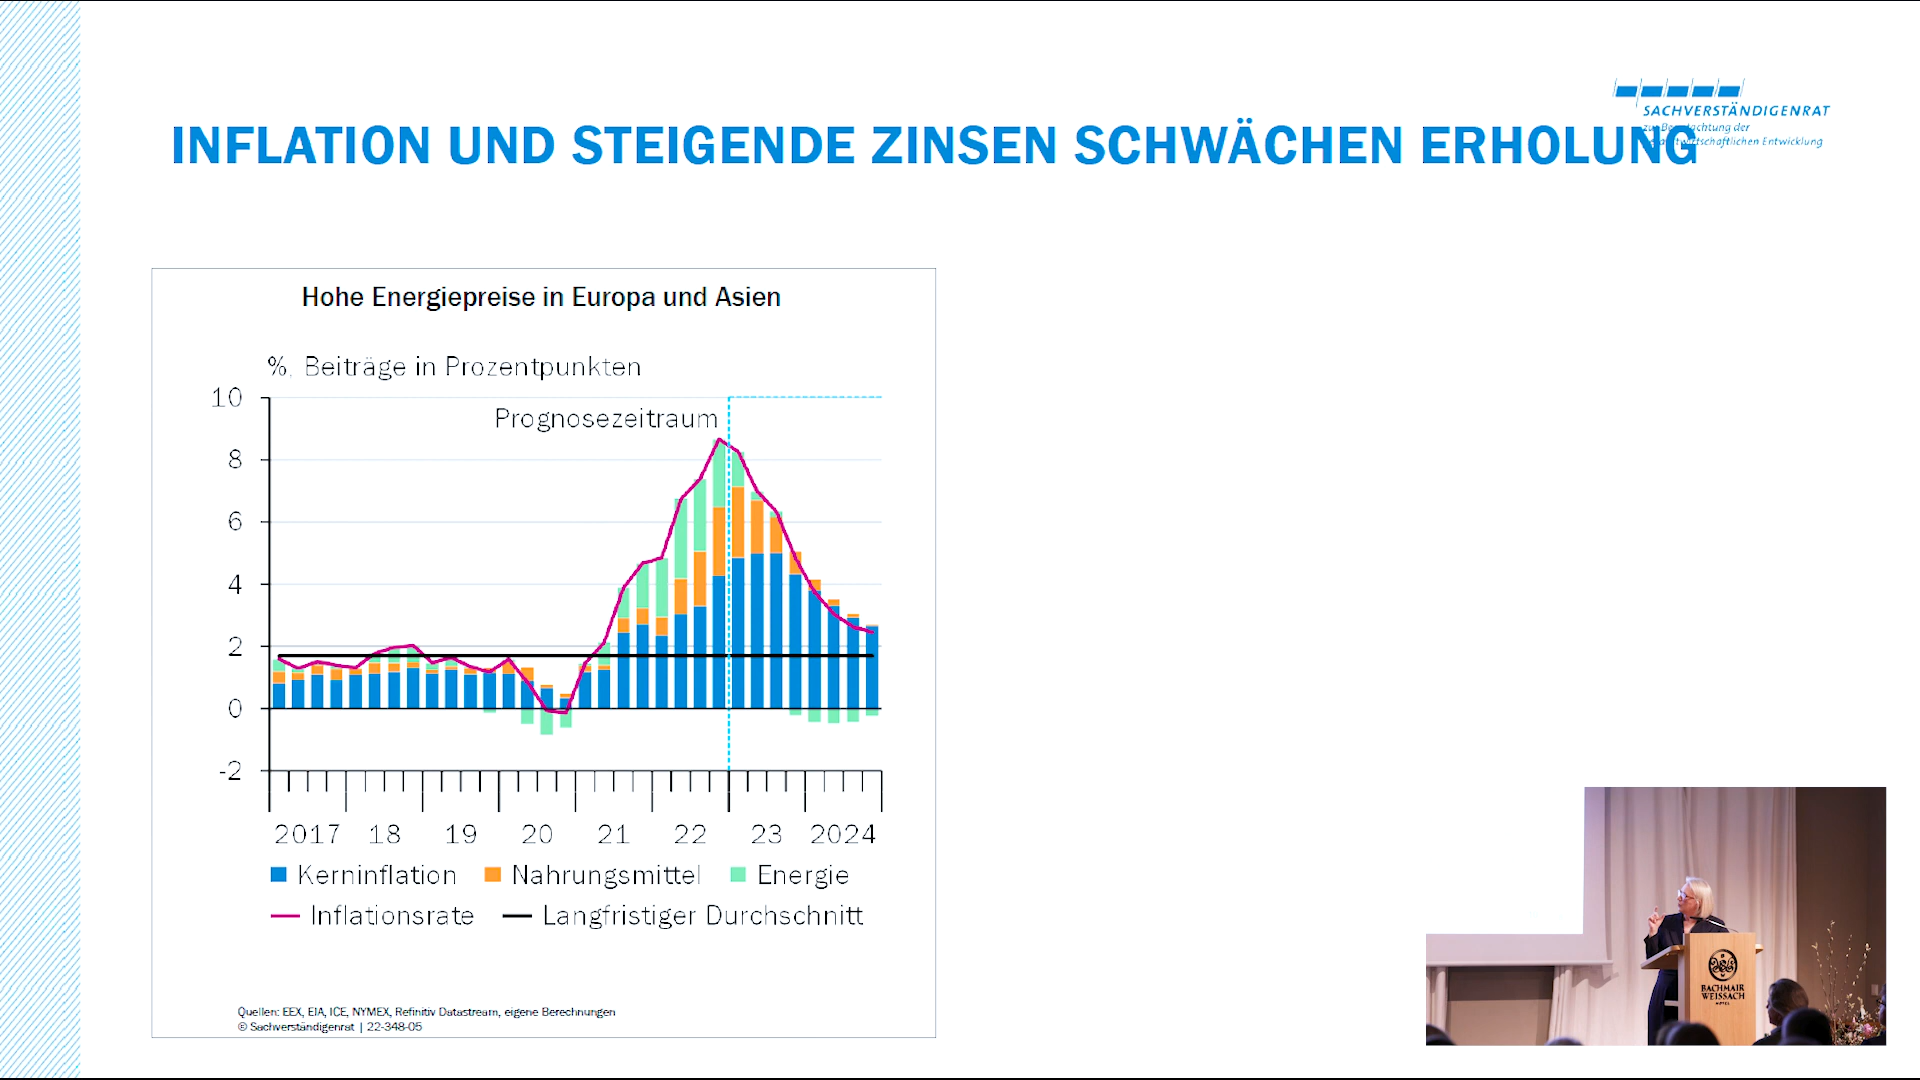 SACHVERSTÄNDIGENRAT
zur Begutachtung der
gesamtwirtschaftlichen Entwicklung
INFLATION UND STEIGENDE ZINSEN SCHWÄCHEN ERHOLUNG
Hohe Energiepreise in Europa und Asien
%, Beiträge in Prozentpunkten
Prognosezeitraum
10
8
6
4
2
0
-2
2017 18 19 20 21 22 23 2024
Kerninflation Nahrungsmittel Energie
Inflationsrate Langfristiger Durchschnitt
Quellen: EEX, EIA, ICE, NYMEX, Refinitiv Datastream, eigene Berechnungen
© Sachverständigenrat | 22-348-05
BACHMAIR
WEISSACH
HOTEL